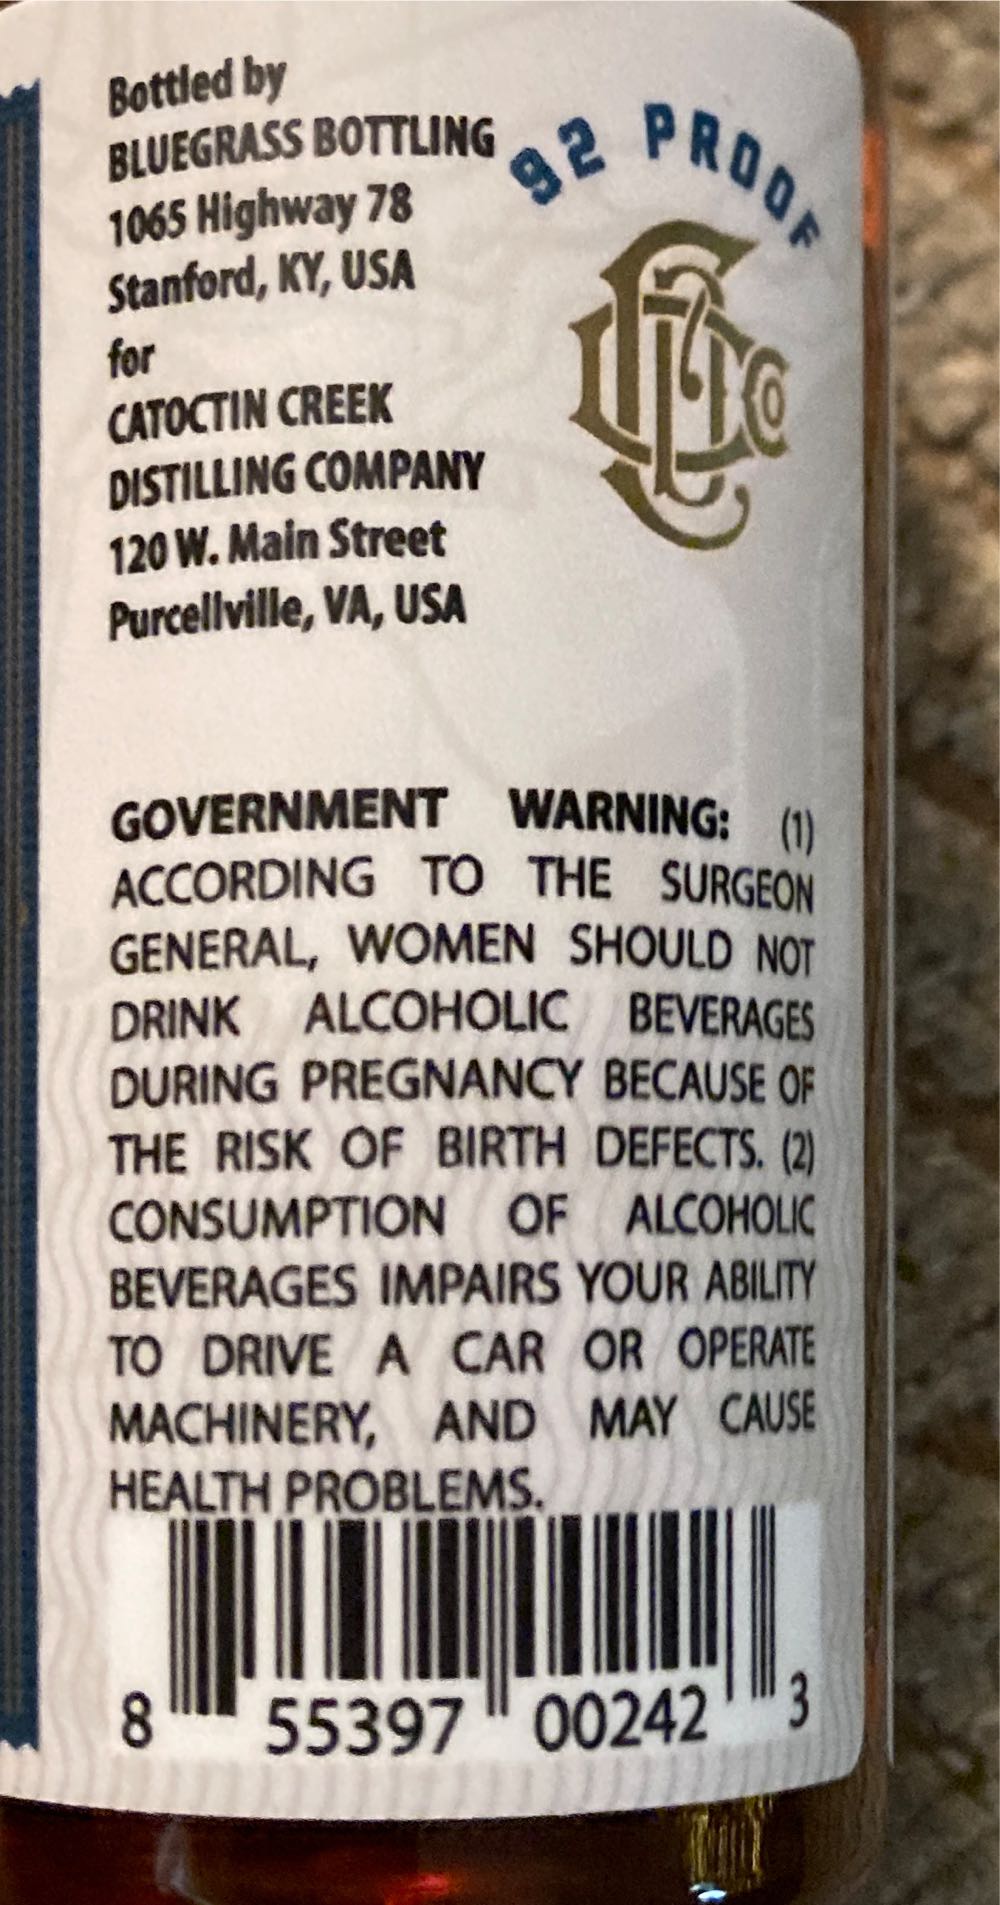 Bottled by
BLUEGRASS BOTTLING
1065 Highway 78
Stanford, KY, USA
for
CATOCTIN CREEK
DISTILLING COMPANY
120 W. Main Street
Purcellville, VA, USA
92 PROOF
CCD Co
GOVERNMENT WARNING: (1)
ACCORDING TO THE SURGEON
GENERAL, WOMEN SHOULD NOT
DRINK ALCOHOLIC BEVERAGES
DURING PREGNANCY BECAUSE OF
THE RISK OF BIRTH DEFECTS. (2)
CONSUMPTION OF ALCOHOLIC
BEVERAGES IMPAIRS YOUR ABILITY
TO DRIVE A CAR OR OPERATE
MACHINERY, AND MAY CAUSE
HEALTH PROBLEMS.
8 55397 00242 3